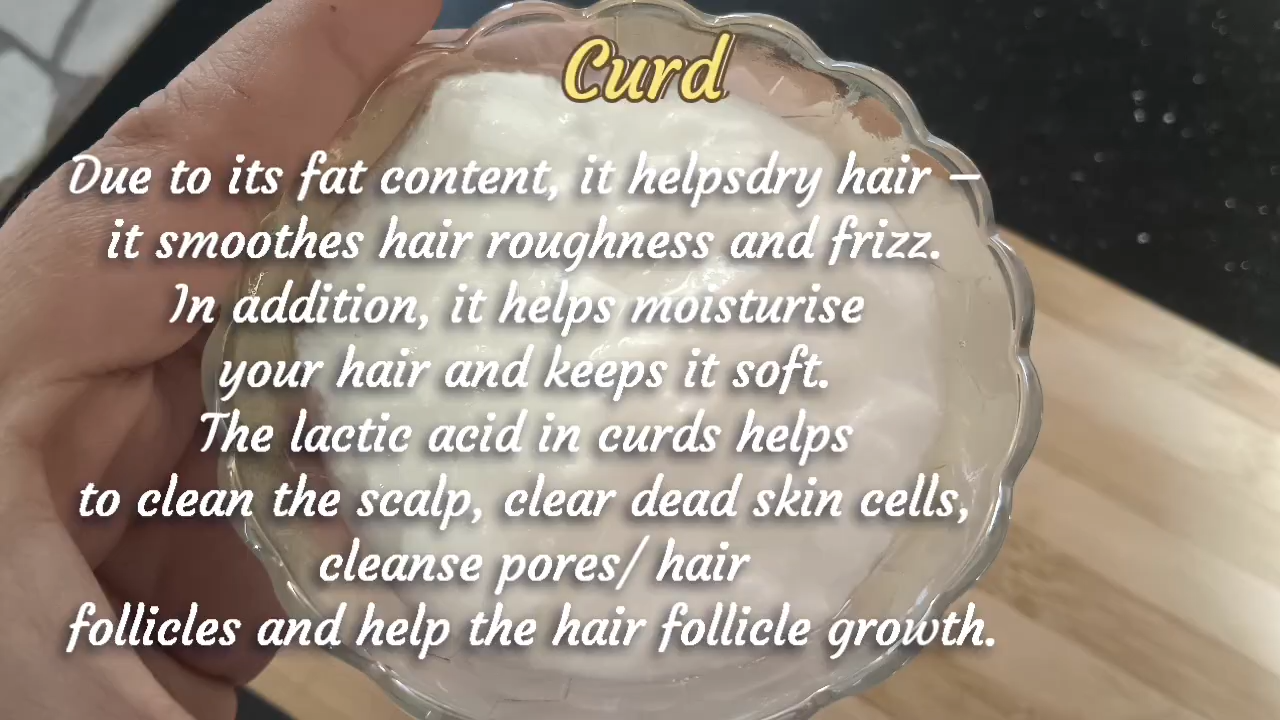 Curd
Due to its fat content, it helpsdry hair –
it smoothes hair roughness and frizz.
In addition, it helps moisturise
your hair and keeps it soft.
The lactic acid in curds helps
to clean the scalp, clear dead skin cells,
cleanse pores/ hair
follicles and help the hair follicle growth.